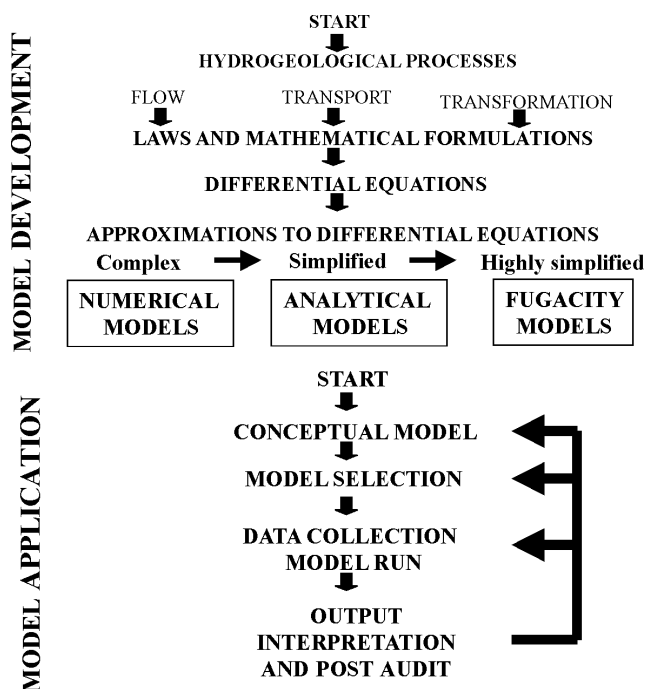 MODEL DEVELOPMENT
START
HYDROGEOLOGICAL PROCESSES
FLOW TRANSPORT TRANSFORMATION
LAWS AND MATHEMATICAL FORMULATIONS
DIFFERENTIAL EQUATIONS
APPROXIMATIONS TO DIFFERENTIAL EQUATIONS
Complex Simplified Highly simplified
NUMERICAL ANALYTICAL FUGACITY
MODELS MODELS MODELS
MODEL APPLICATION
START
CONCEPTUAL MODEL
MODEL SELECTION
DATA COLLECTION
MODEL RUN
OUTPUT
INTERPRETATION
AND POST AUDIT